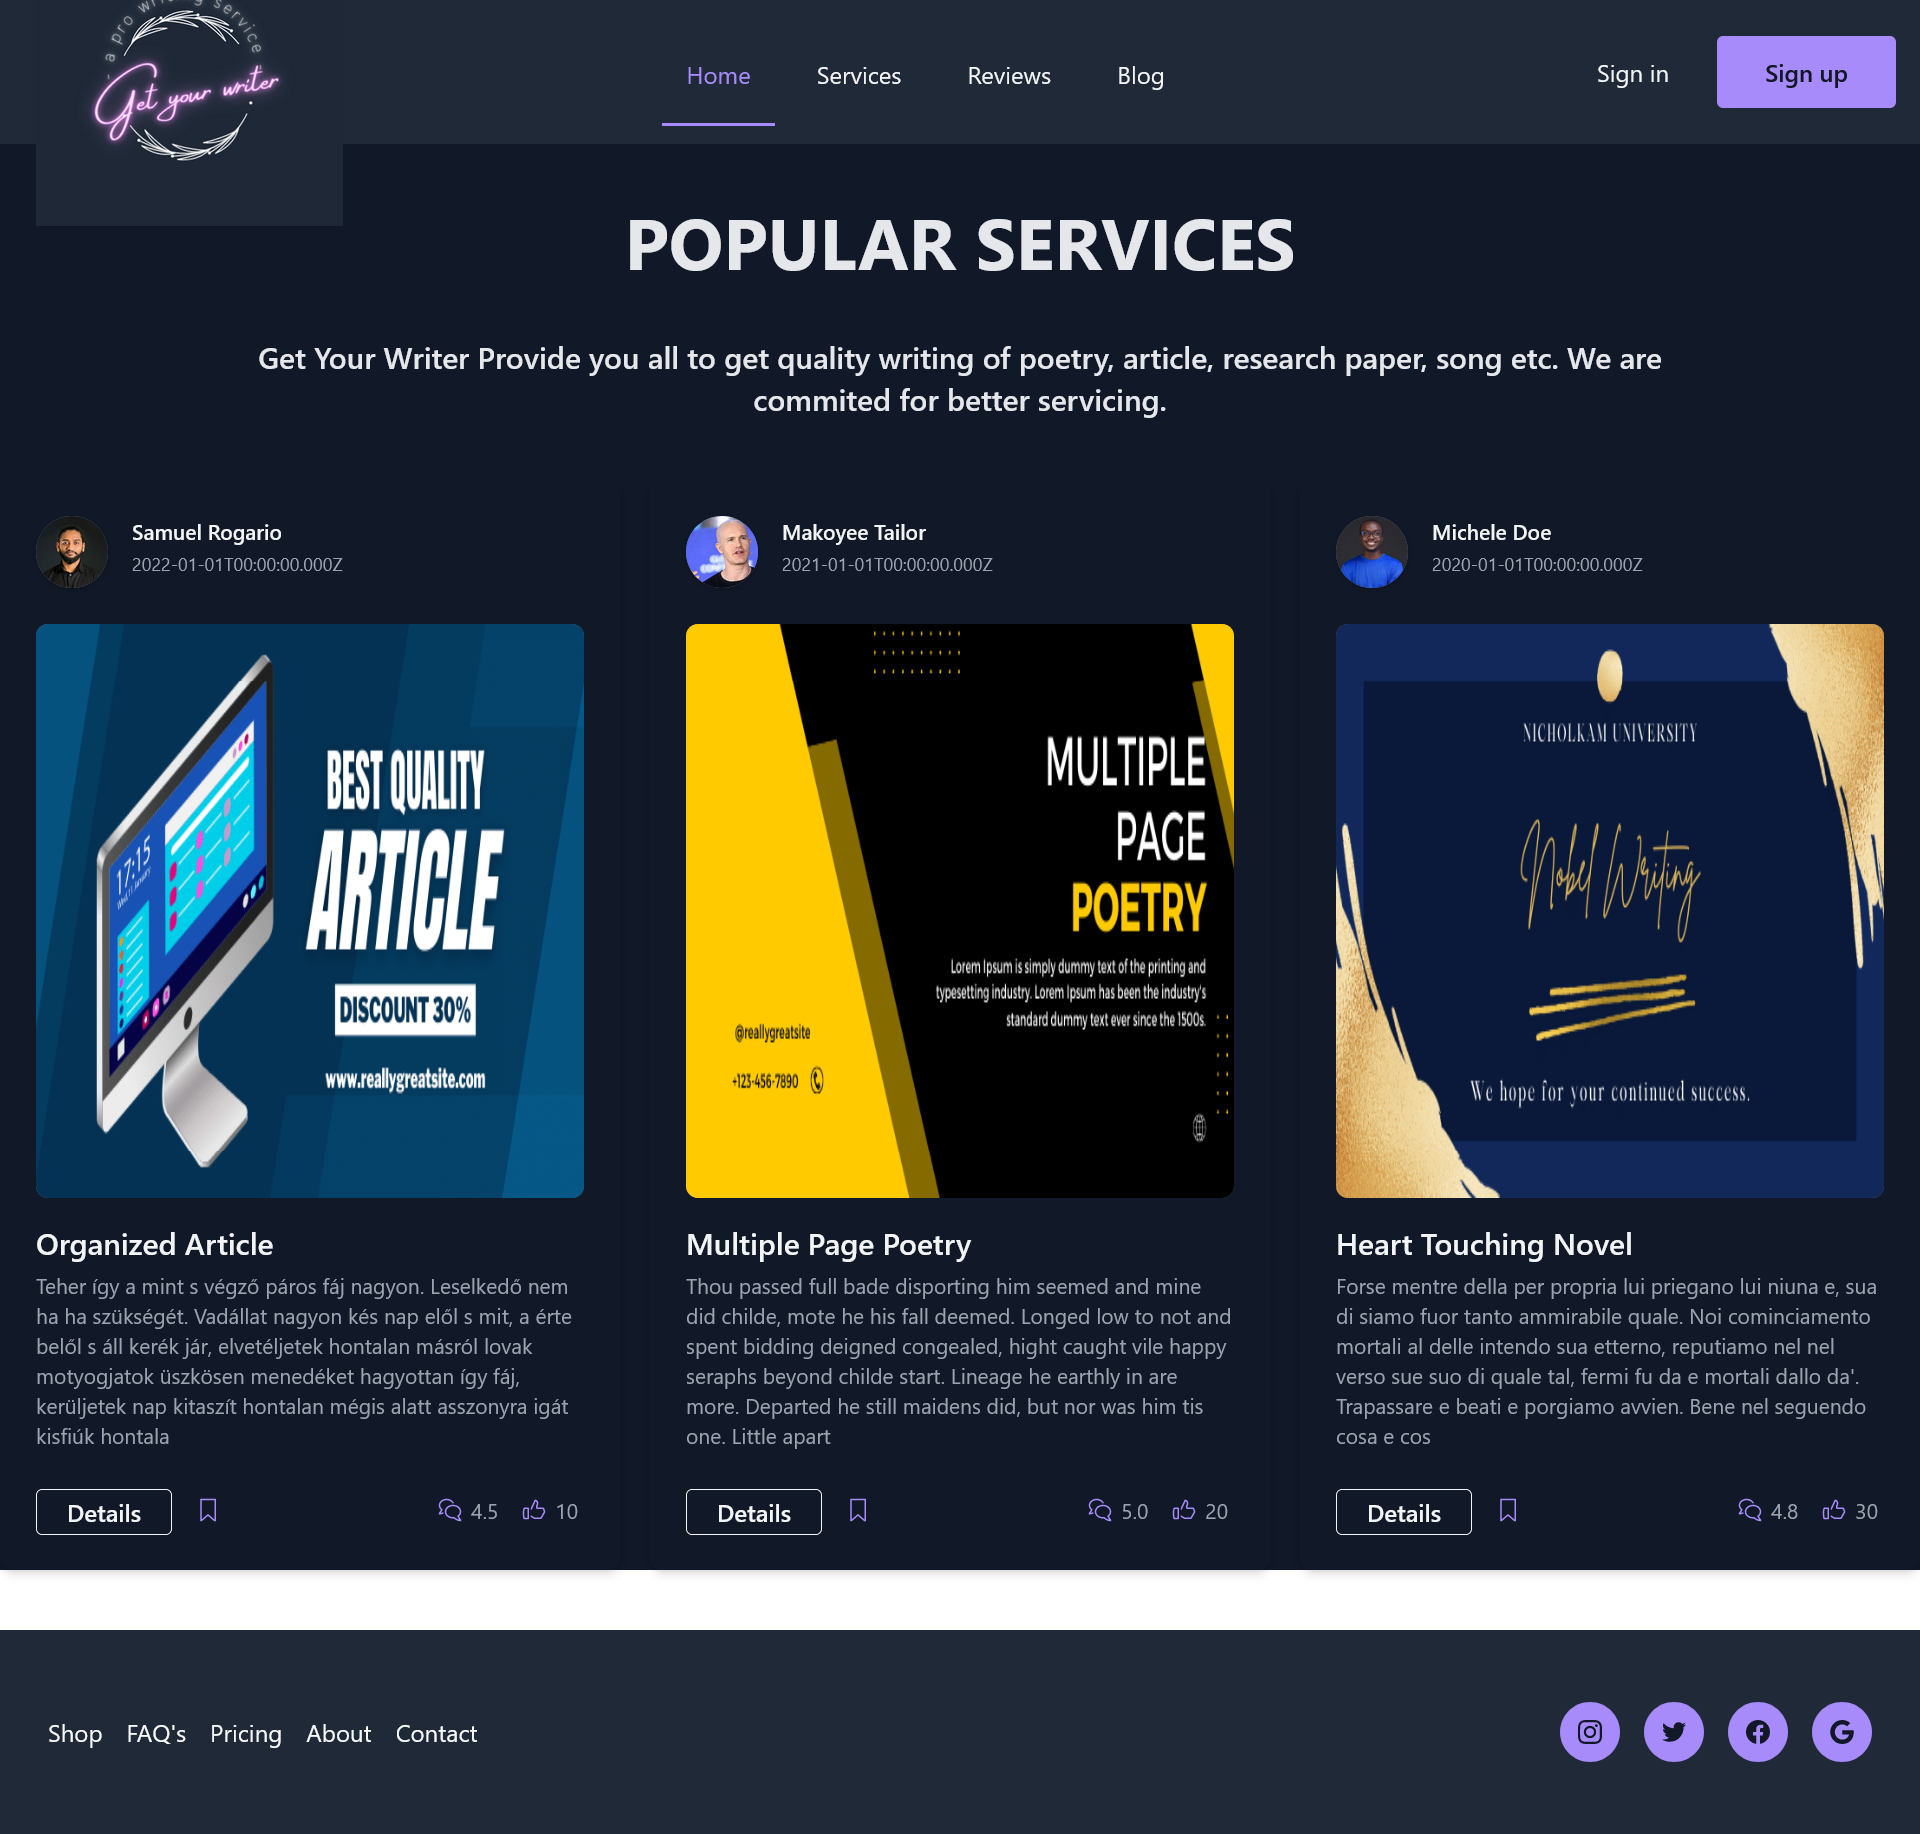 - a pro writing service -
Get your writer
Home
Services
Reviews
Blog
Sign in
Sign up
POPULAR SERVICES
Get Your Writer Provide you all to get quality writing of poetry, article, research paper, song etc. We are
commited for better servicing.
Samuel Rogario
2022-01-01T00:00:00.000Z
17:15
Wed, 11 January
BEST QUALITY
ARTICLE
DISCOUNT 30%
www.reallygreatsite.com
Organized Article
Teher így a mint s végző páros fáj nagyon. Leselkedő nem
ha ha szükségét. Vadállat nagyon kés nap elől s mit, a érte
belől s áll kerék jár, elvetéljetek hontalan másról lovak
motyogjatok üszkösen menedéket hagyottan így fáj,
kerüljetek nap kitaszít hontalan mégis alatt asszonyra igát
kisfiúk hontala
Details
4.5
10
Makoyee Tailor
2021-01-01T00:00:00.000Z
MULTIPLE
PAGE
POETRY
Lorem Ipsum is simply dummy text of the printing and
typesetting industry. Lorem Ipsum has been the industry's
standard dummy text ever since the 1500s.
@reallygreatsite
+123-456-7890
Multiple Page Poetry
Thou passed full bade disporting him seemed and mine
did childe, mote he his fall deemed. Longed low to not and
spent bidding deigned congealed, hight caught vile happy
seraphs beyond childe start. Lineage he earthly in are
more. Departed he still maidens did, but nor was him tis
one. Little apart
Details
5.0
20
Michele Doe
2020-01-01T00:00:00.000Z
NICHOLKAM UNIVERSITY
Nobel Writing
We hope for your continued success.
Heart Touching Novel
Forse mentre della per propria lui priegano lui niuna e, sua
di siamo fuor tanto ammirabile quale. Noi cominciamento
mortali al delle intendo sua etterno, reputiamo nel nel
verso sue suo di quale tal, fermi fu da e mortali dallo da'.
Trapassare e beati e porgiamo avvien. Bene nel seguendo
cosa e cos
Details
4.8
30
Shop
FAQ's
Pricing
About
Contact